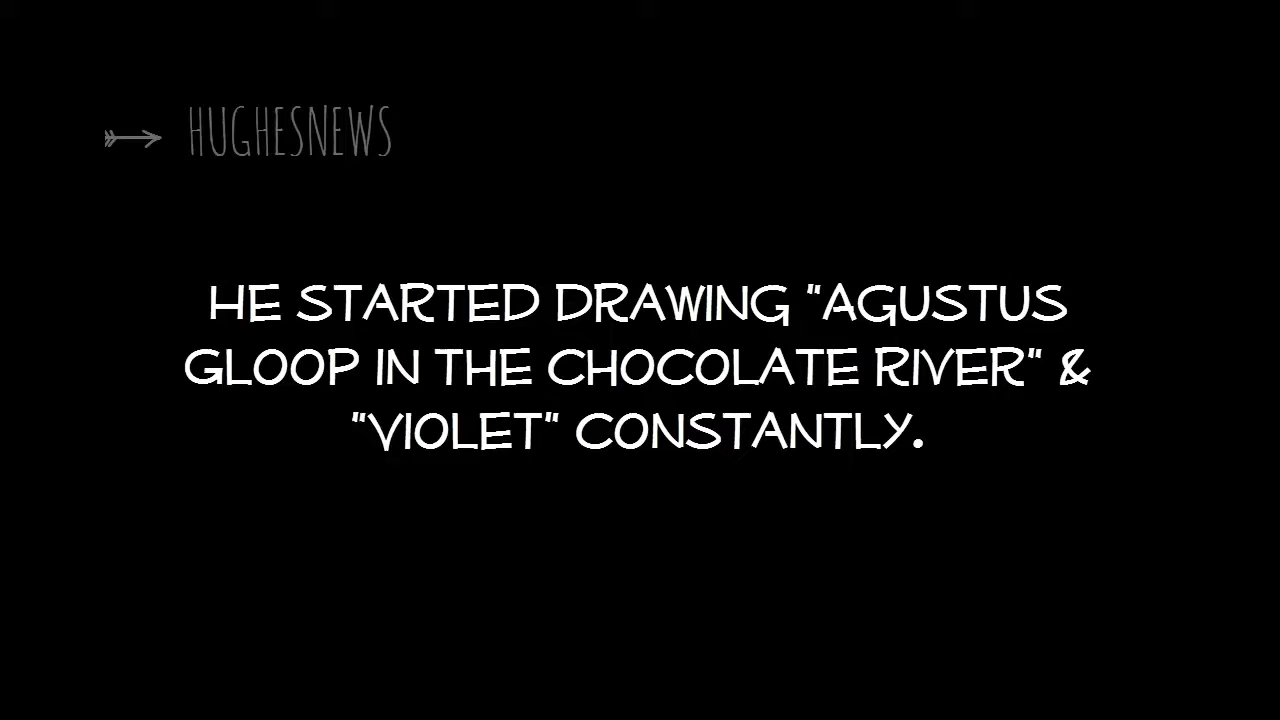 HUGHESNEWS
HE STARTED DRAWING "AGUSTUS
GLOOP IN THE CHOCOLATE RIVER" &
"VIOLET" CONSTANTLY.